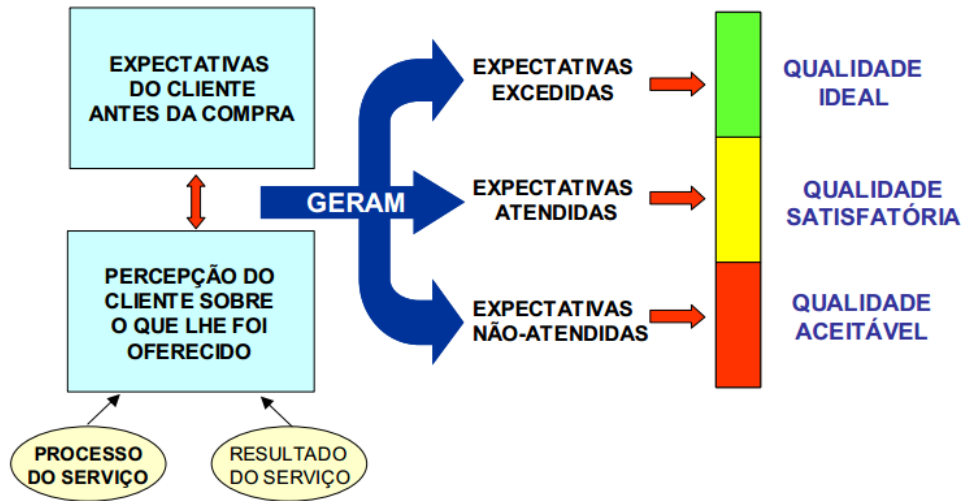 EXPECTATIVAS
DO CLIENTE
ANTES DA COMPRA
PERCEPÇÃO DO
CLIENTE SOBRE
O QUE LHE FOI
OFERECIDO
PROCESSO
DO SERVIÇO
RESULTADO
DO SERVIÇO
GERAM
EXPECTATIVAS
EXCEDIDAS
QUALIDADE
IDEAL
EXPECTATIVAS
ATENDIDAS
QUALIDADE
SATISFATÓRIA
EXPECTATIVAS
NÃO-ATENDIDAS
QUALIDADE
ACEITÁVEL